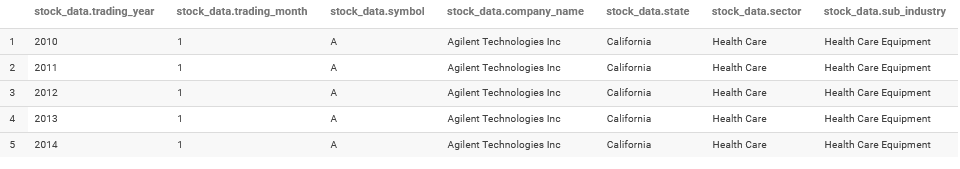 stock_data.trading_year stock_data.trading_month stock_data.symbol stock_data.company_name stock_data.state stock_data.sector stock_data.sub_industry
1 2010 1 A Agilent Technologies Inc California Health Care Health Care Equipment
2 2011 1 A Agilent Technologies Inc California Health Care Health Care Equipment
3 2012 1 A Agilent Technologies Inc California Health Care Health Care Equipment
4 2013 1 A Agilent Technologies Inc California Health Care Health Care Equipment
5 2014 1 A Agilent Technologies Inc California Health Care Health Care Equipment